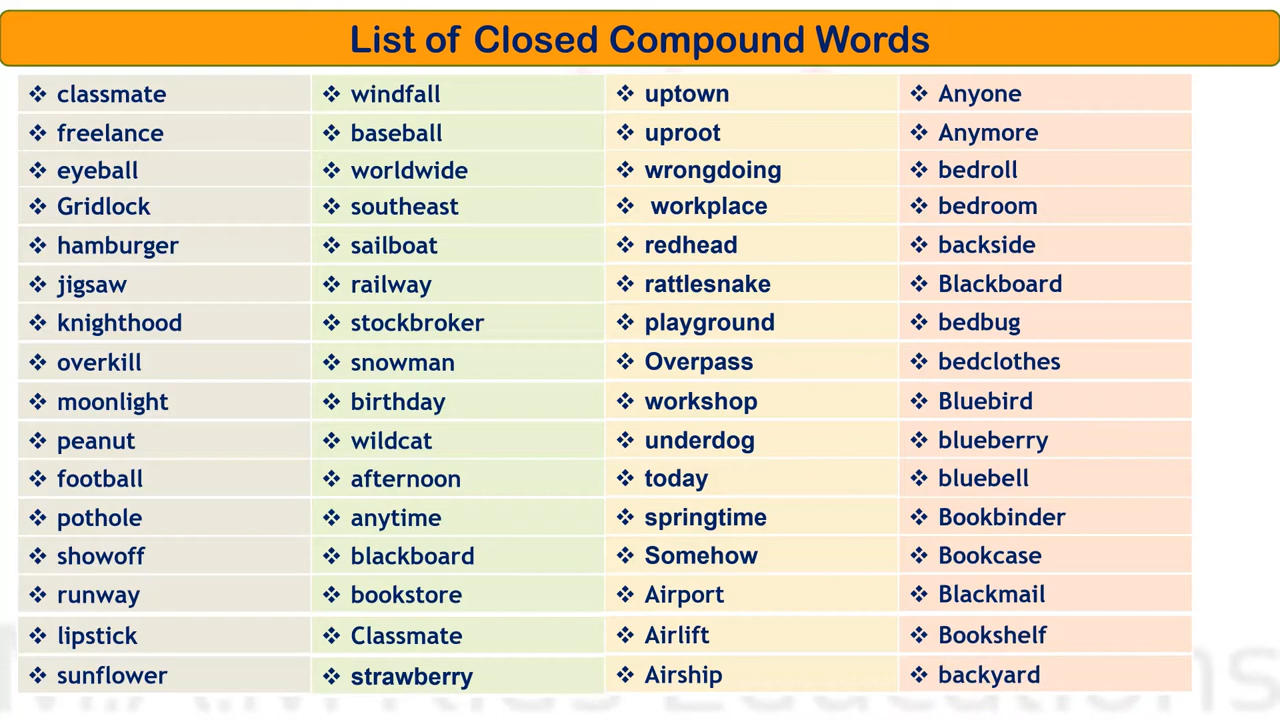 List of Closed Compound Words
❖ classmate ❖ windfall ❖ uptown ❖ Anyone
❖ freelance ❖ baseball ❖ uproot ❖ Anymore
❖ eyeball ❖ worldwide ❖ wrongdoing ❖ bedroll
❖ Gridlock ❖ southeast ❖ workplace ❖ bedroom
❖ hamburger ❖ sailboat ❖ redhead ❖ backside
❖ jigsaw ❖ railway ❖ rattlesnake ❖ Blackboard
❖ knighthood ❖ stockbroker ❖ playground ❖ bedbug
❖ overkill ❖ snowman ❖ Overpass ❖ bedclothes
❖ moonlight ❖ birthday ❖ workshop ❖ Bluebird
❖ peanut ❖ wildcat ❖ underdog ❖ blueberry
❖ football ❖ afternoon ❖ today ❖ bluebell
❖ pothole ❖ anytime ❖ springtime ❖ Bookbinder
❖ showoff ❖ blackboard ❖ Somehow ❖ Bookcase
❖ runway ❖ bookstore ❖ Airport ❖ Blackmail
❖ lipstick ❖ Classmate ❖ Airlift ❖ Bookshelf
❖ sunflower ❖ strawberry ❖ Airship ❖ backyard